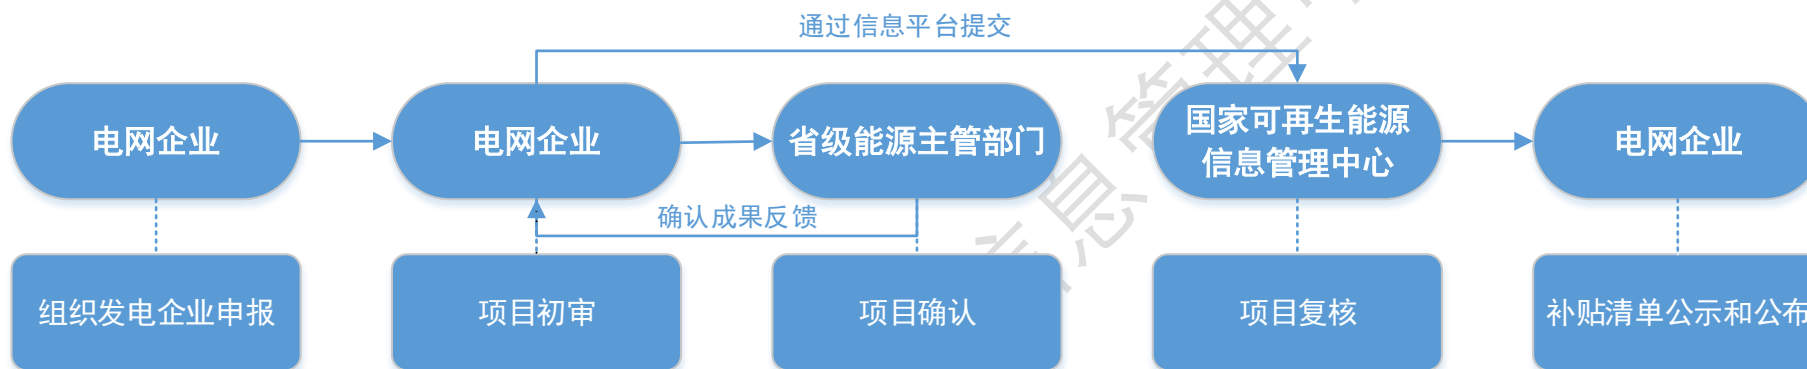 通过信息平台提交
电网企业
电网企业
省级能源主管部门
国家可再生能源
信息管理中心
电网企业
确认成果反馈
组织发电企业申报
项目初审
项目确认
项目复核
补贴清单公示和公布
信息管理